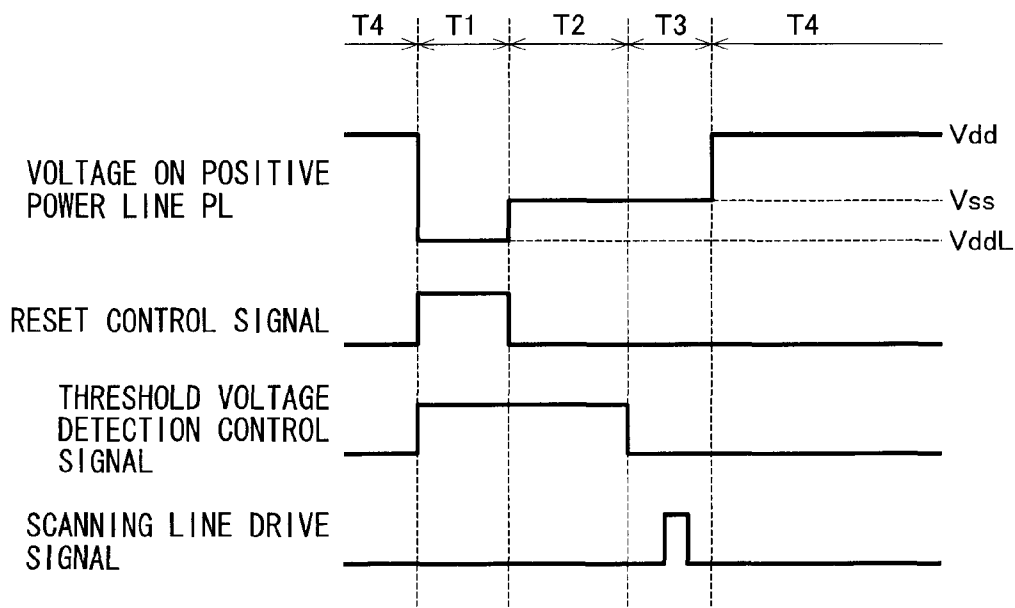 T4 T1 T2 T3 T4
VOLTAGE ON POSITIVE
POWER LINE PL
Vdd
Vss
VddL
RESET CONTROL SIGNAL
THRESHOLD VOLTAGE
DETECTION CONTROL
SIGNAL
SCANNING LINE DRIVE
SIGNAL